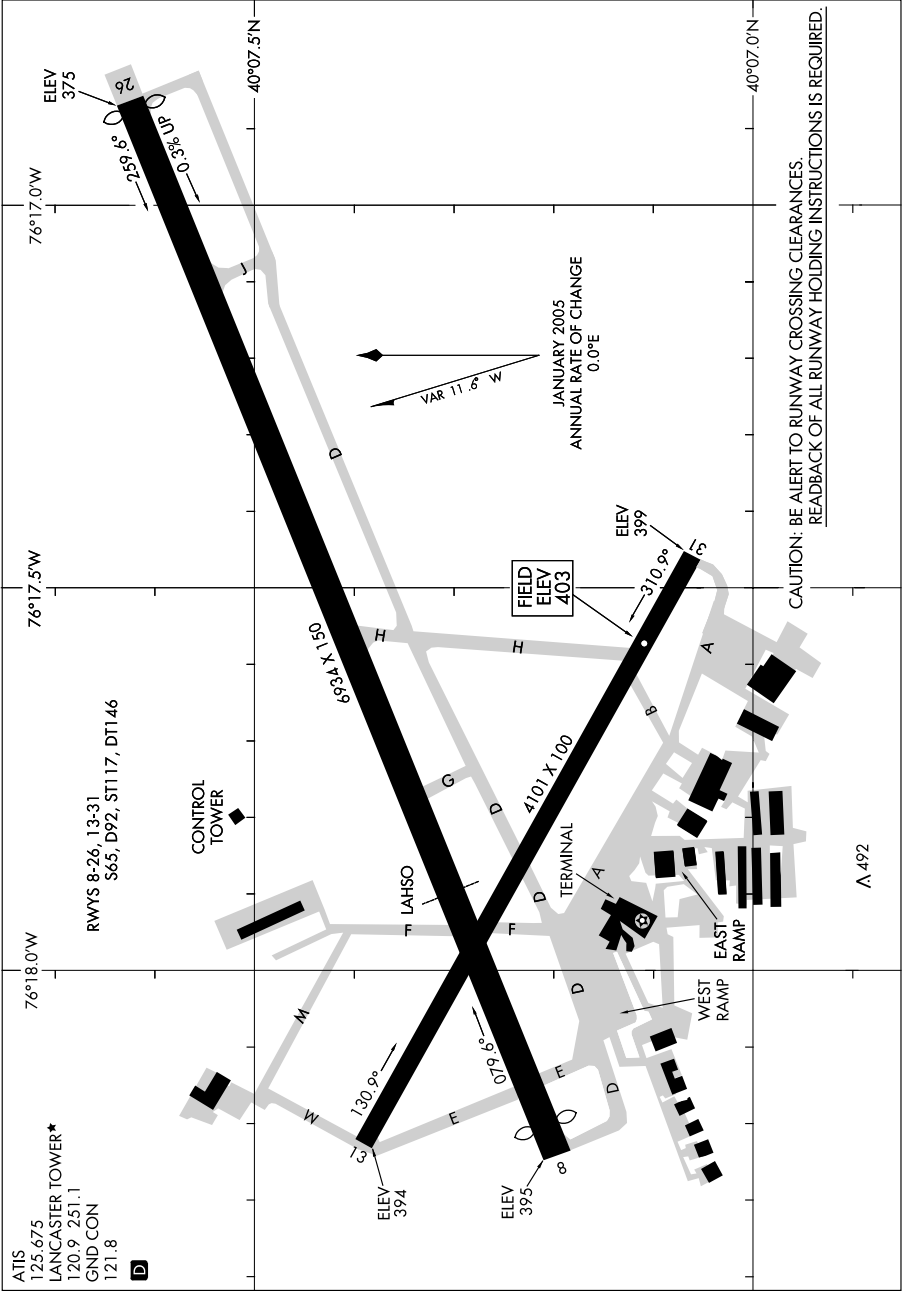 ATIS
125.675
LANCASTER TOWER★
120.9 251.1
GND CON
121.8
D
76°18.0'W
76°17.5'W
76°17.0'W
RWYS 8-26, 13-31
S65, D92, ST117, DT146
CONTROL
TOWER
ELEV
375
26
259.6°
0.3% UP
40°07.5'N
J
D
VAR 11.6° W
JANUARY 2005
ANNUAL RATE OF CHANGE
0.0°E
6934 X 150
H
H
G
D
LAHSO
F
F
M
W
130.9°
13
ELEV
394
E
E
079.6°
8
ELEV
395
D
D
D
4101 X 100
FIELD
ELEV
403
ELEV
399
310.9°
31
B
A
A
TERMINAL
EAST
RAMP
WEST
RAMP
492
40°07.0'N
CAUTION: BE ALERT TO RUNWAY CROSSING CLEARANCES.
READBACK OF ALL RUNWAY HOLDING INSTRUCTIONS IS REQUIRED.